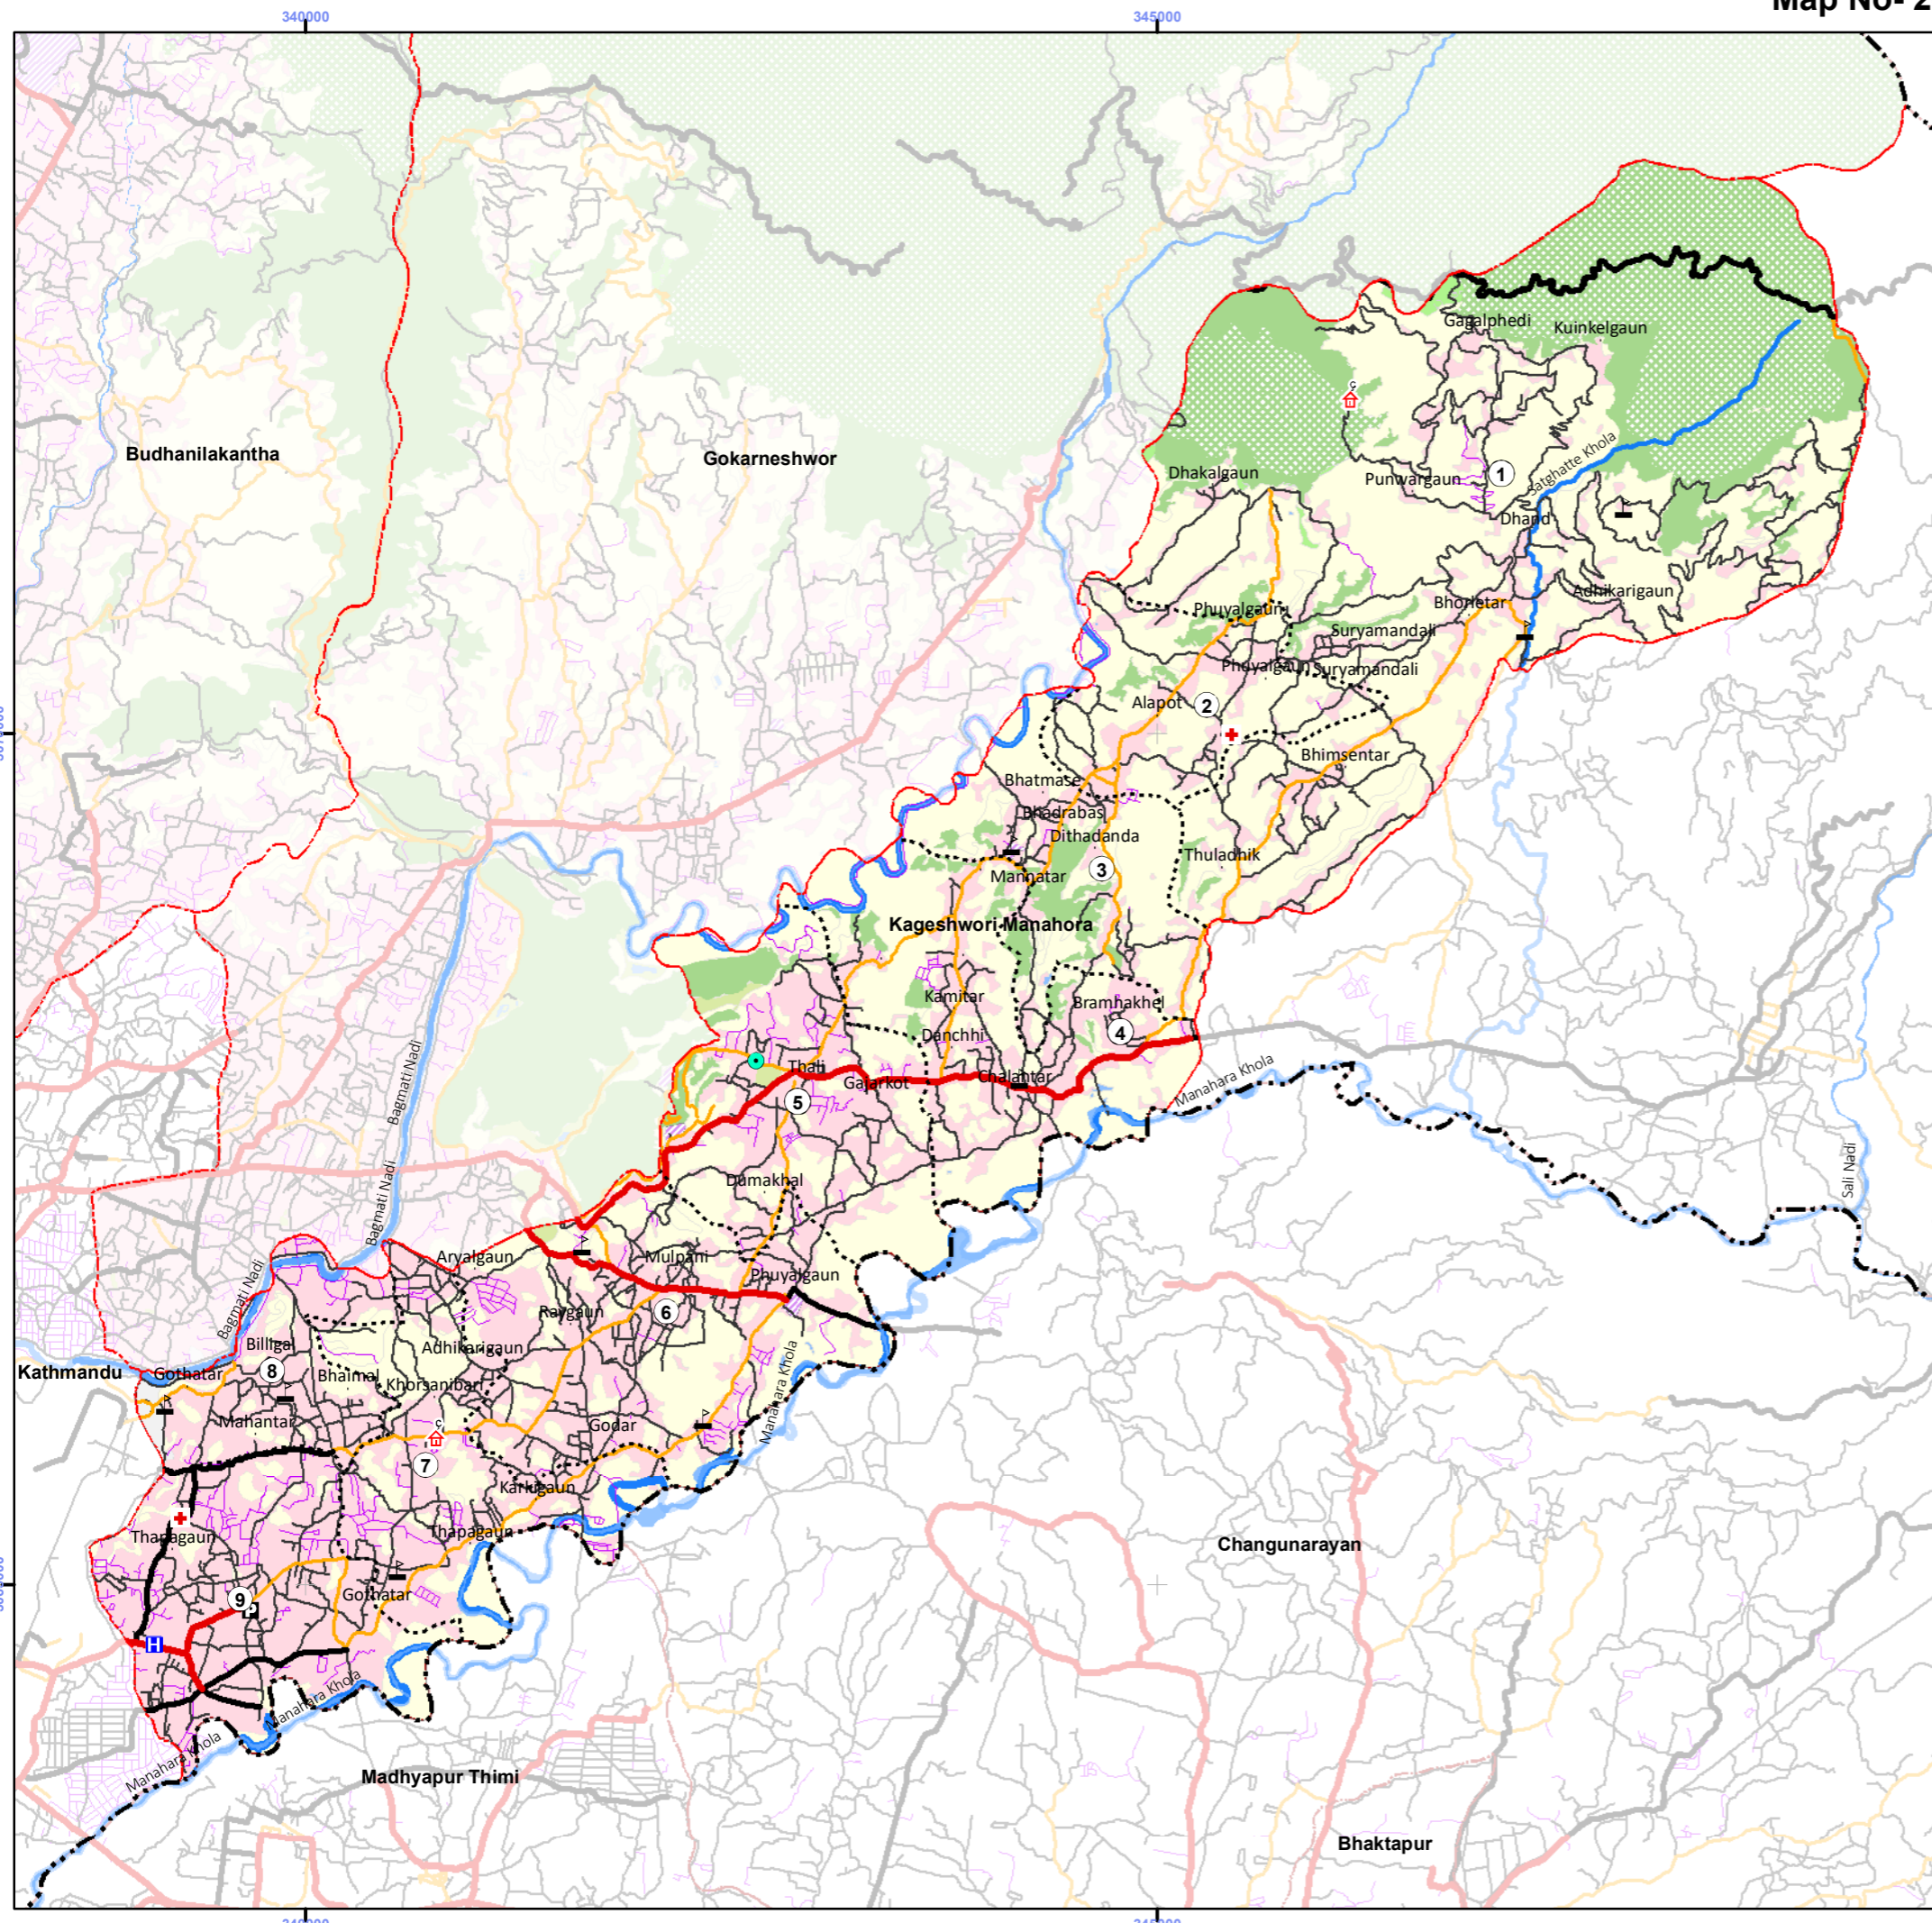 Map No- 2
340000
345000
Gagalphedi
Kuinkelgaun
Budhanilakantha
Gokarneshwor
Satghatte Khola
Dhakalgaun
Punwargaun
1
Dhand
Adhikarigaun
Bhorletar
Phuyalgaun
Suryamandali
Phuyalgaun
Suryamandali
Alapot
2
Bhimsentar
Bhatmase
Bhadrabas
Dithadanda
Thuladhik
3
Mannatar
Kageshwori-Manahora
Kamitar
Bramhakhel
4
Danchhi
Bagmati Nadi
Thali
Gajarkot
Chalantar
Manahara Khola
5
Sali Nadi
Dumakhal
Bagmati Nadi
Aryalgaun
Mulpani
Phuyalgaun
Bagmati Nadi
Raygaun
6
Billigal
Adhikarigaun
Kathmandu
Gothatar
8
Bhaimal
Khorsanibari
Manahara Khola
Mahantar
Godar
7
Karkigaun
Thapagaun
Thapagaun
Changunarayan
9
P
Gothatar
H
Manahara Khola
Manahara Khola
Madhyapur Thimi
Bhaktapur